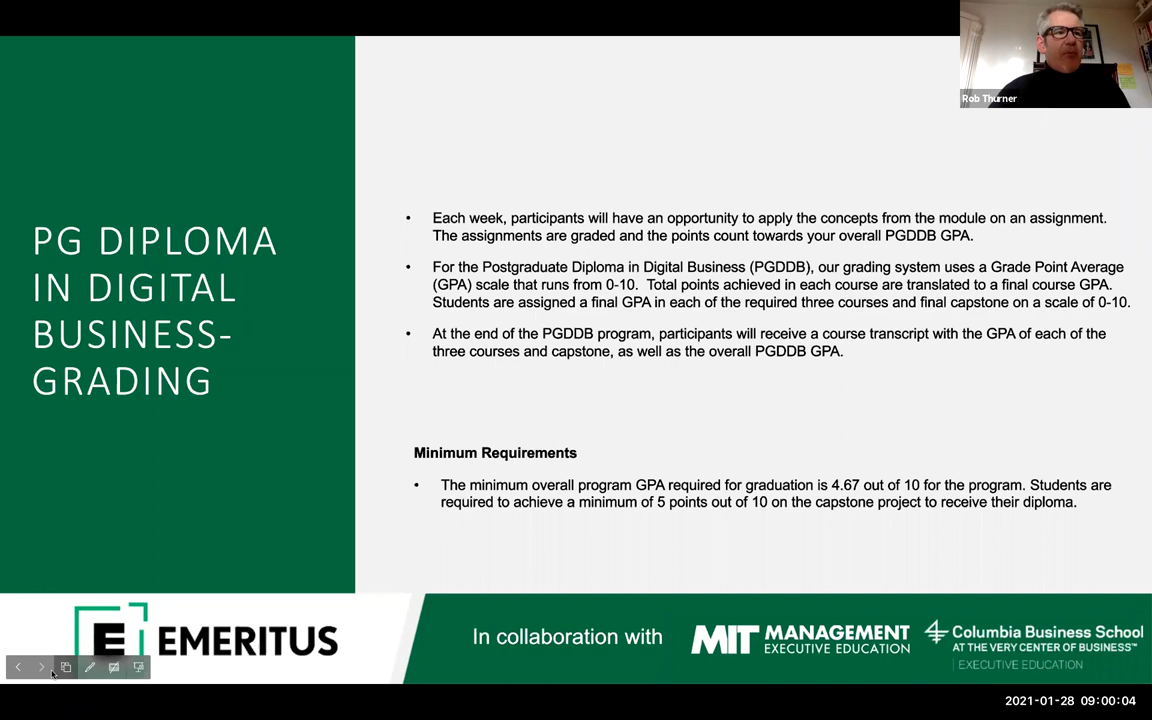 Rob Thurner
PG DIPLOMA
IN DIGITAL
BUSINESS-
GRADING
• Each week, participants will have an opportunity to apply the concepts from the module on an assignment.
The assignments are graded and the points count towards your overall PGDDB GPA.
• For the Postgraduate Diploma in Digital Business (PGDDB), our grading system uses a Grade Point Average
(GPA) scale that runs from 0-10. Total points achieved in each course are translated to a final course GPA.
Students are assigned a final GPA in each of the required three courses and final capstone on a scale of 0-10.
• At the end of the PGDDB program, participants will receive a course transcript with the GPA of each of the
three courses and capstone, as well as the overall PGDDB GPA.
Minimum Requirements
• The minimum overall program GPA required for graduation is 4.67 out of 10 for the program. Students are
required to achieve a minimum of 5 points out of 10 on the capstone project to receive their diploma.
E EMERITUS
In collaboration with
MIT MANAGEMENT
EXECUTIVE EDUCATION
Columbia Business School
AT THE VERY CENTER OF BUSINESS™
EXECUTIVE EDUCATION
2021-01-28 09:00:04